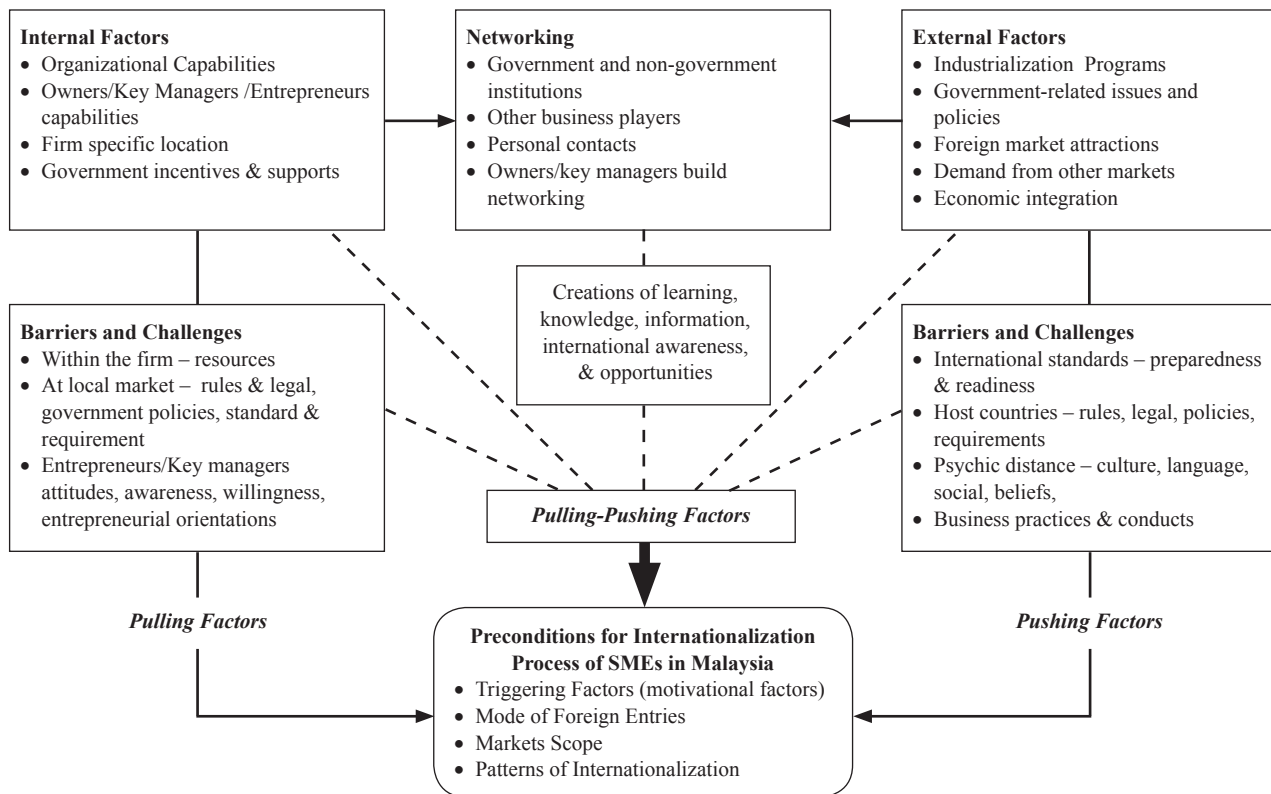 Internal Factors
• Organizational Capabilities
• Owners/Key Managers /Entrepreneurs
capabilities
• Firm specific location
• Government incentives & supports
Networking
• Government and non-government
institutions
• Other business players
• Personal contacts
• Owners/key managers build
networking
External Factors
• Industrialization Programs
• Government-related issues and
policies
• Foreign market attractions
• Demand from other markets
• Economic integration
Creations of learning,
knowledge, information,
international awareness,
& opportunities
Barriers and Challenges
• Within the firm – resources
• At local market – rules & legal,
government policies, standard &
requirement
• Entrepreneurs/Key managers
attitudes, awareness, willingness,
entrepreneurial orientations
Barriers and Challenges
• International standards – preparedness
& readiness
• Host countries – rules, legal, policies,
requirements
• Psychic distance – culture, language,
social, beliefs,
• Business practices & conducts
Pulling-Pushing Factors
Pulling Factors
Pushing Factors
Preconditions for Internationalization
Process of SMEs in Malaysia
• Triggering Factors (motivational factors)
• Mode of Foreign Entries
• Markets Scope
• Patterns of Internationalization